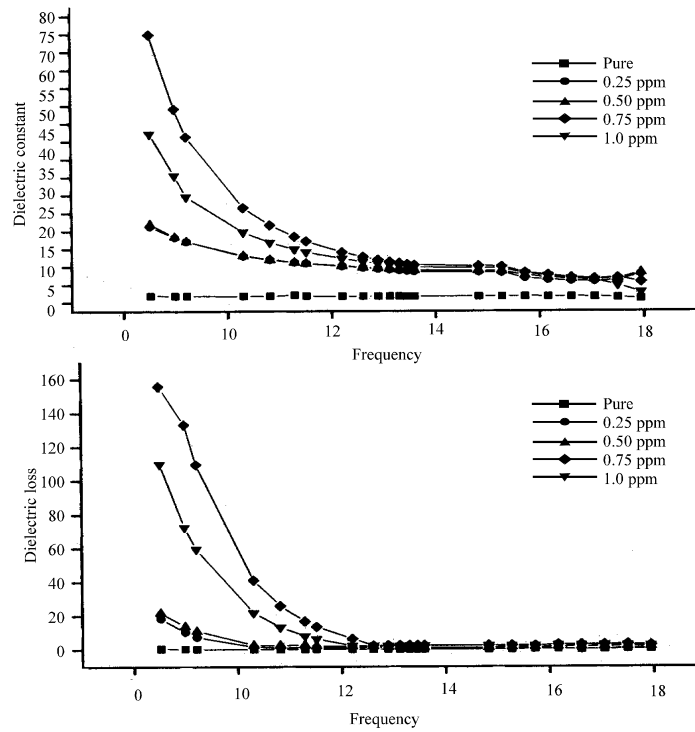 80
75
65
60
55
50
45
40
35
30
25
20
15
10
5
0
Dielectric constant
Pure
0.25 ppm
0.50 ppm
0.75 ppm
1.0 ppm
0 10 12 14 16 18
Frequency
160
140
120
100
80
60
40
20
0
Dielectric loss
Pure
0.25 ppm
0.50 ppm
0.75 ppm
1.0 ppm
0 10 12 14 16 18
Frequency